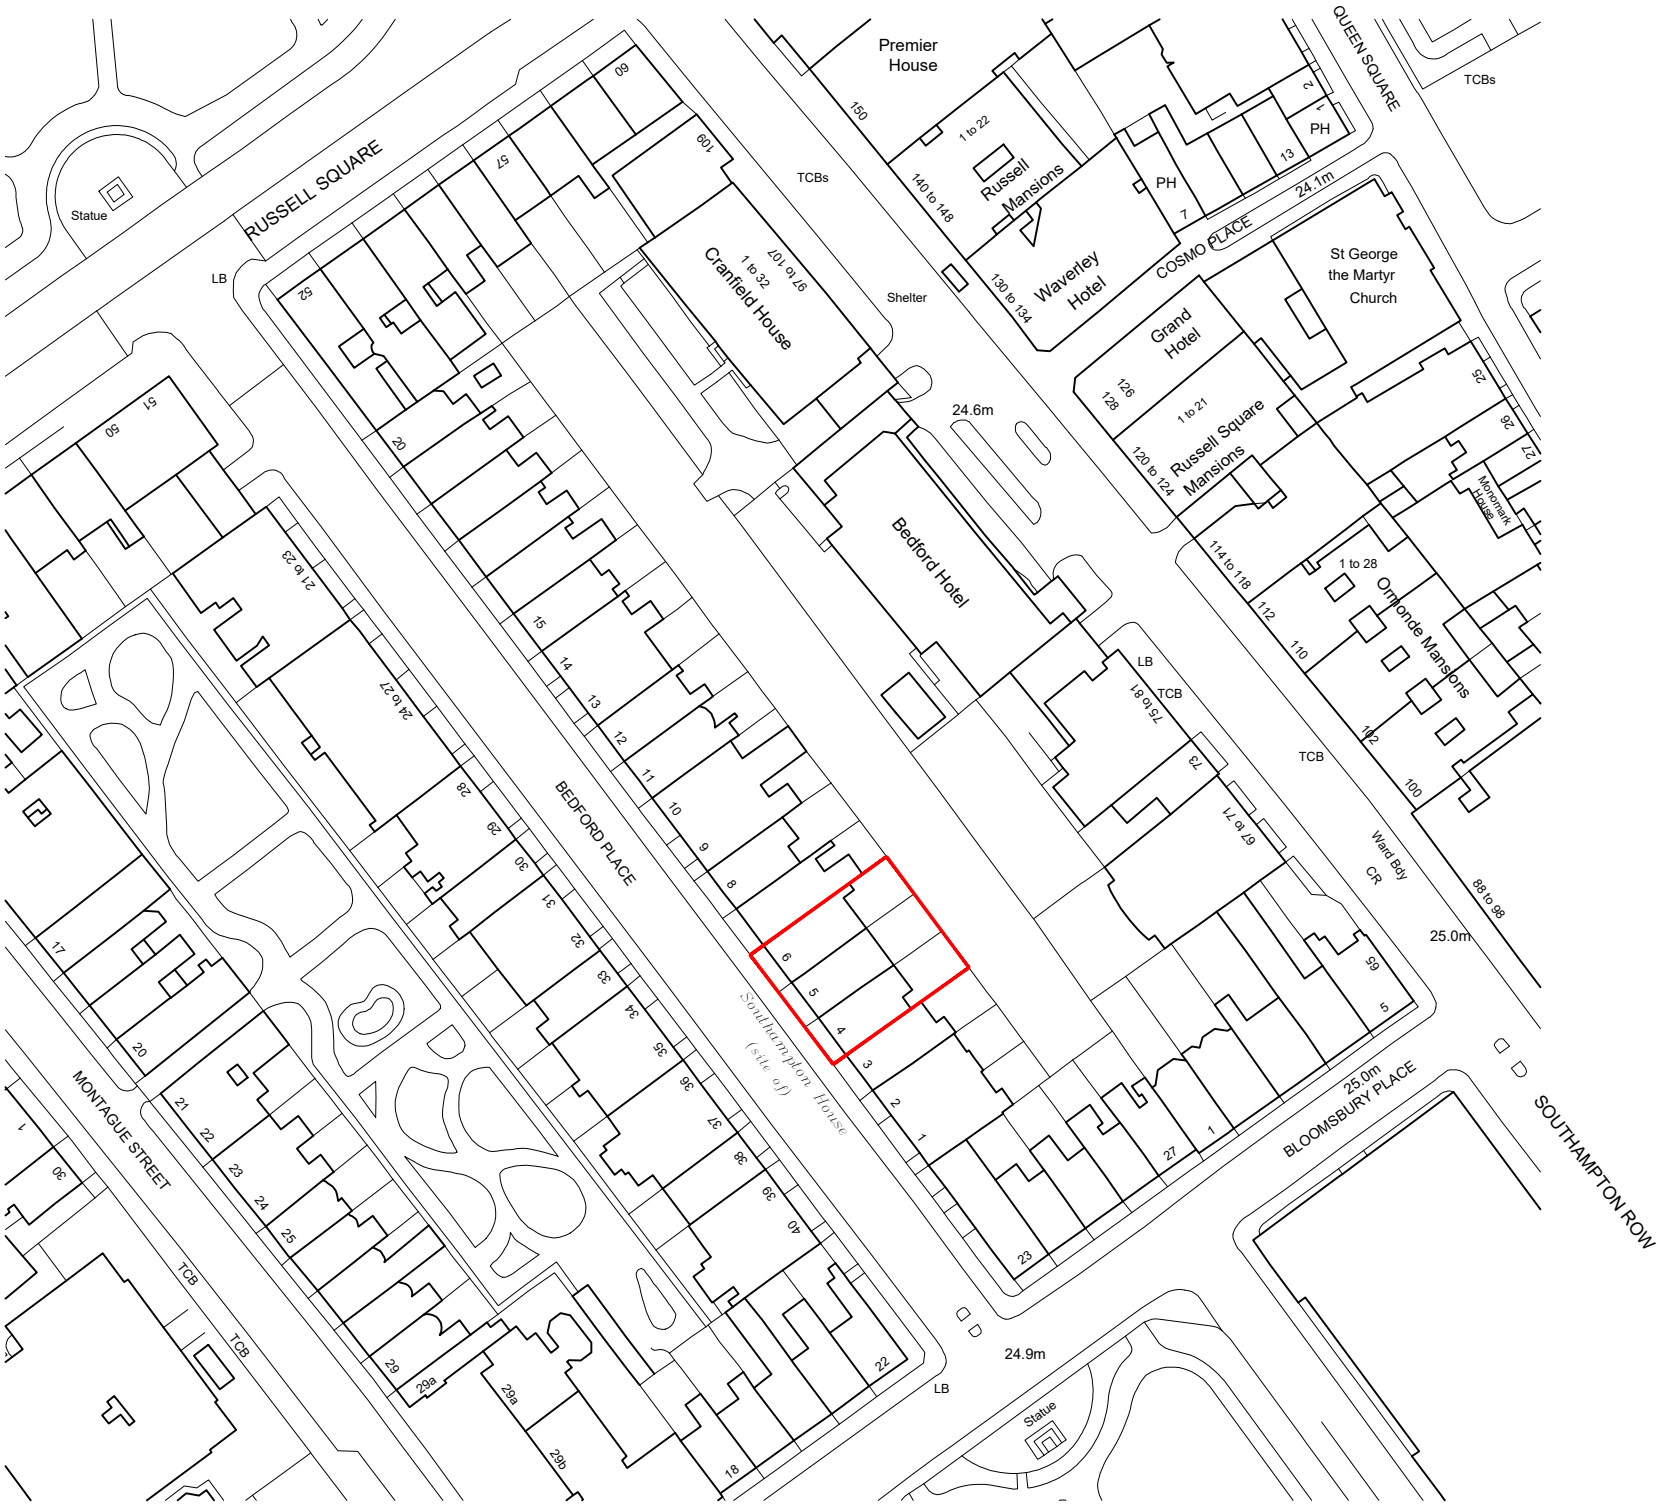 Premier
House
QUEEN SQUARE
TCBs
60
150
1 to 22
2
1
PH
57
109
TCBs
140 to 148
Russell
Mansions
PH
13
7
24.1m
COSMO PLACE
RUSSELL SQUARE
Statue
LB
52
97 to 107
1 to 32
Cranfield House
Shelter
130 to 134
Waverley
Hotel
St George
the Martyr
Church
Grand
Hotel
126
128
1 to 21
Russell Square
Mansions
120 to 124
25
26
27
Monomark
House
51
50
20
24.6m
Bedford Hotel
114 to 118
112
110
1 to 28
Ormonde Mansions
102
100
21 to 23
24 to 27
15
14
13
12
11
10
9
8
LB
TCB
75 to 81
73
67 to 71
TCB
Ward Bdy
CR
88 to 98
25.0m
BEDFORD PLACE
28
29
30
31
32
33
34
35
36
37
38
39
40
6
5
4
3
2
1
Southampton House
(site of)
65
5
17
20
MONTAGUE STREET
21
22
23
24
25
1
30
TCB
TCB
29
29a
29a
29b
18
22
23
27
1
25.0m
BLOOMSBURY PLACE
SOUTHAMPTON ROW
24.9m
LB
Statue